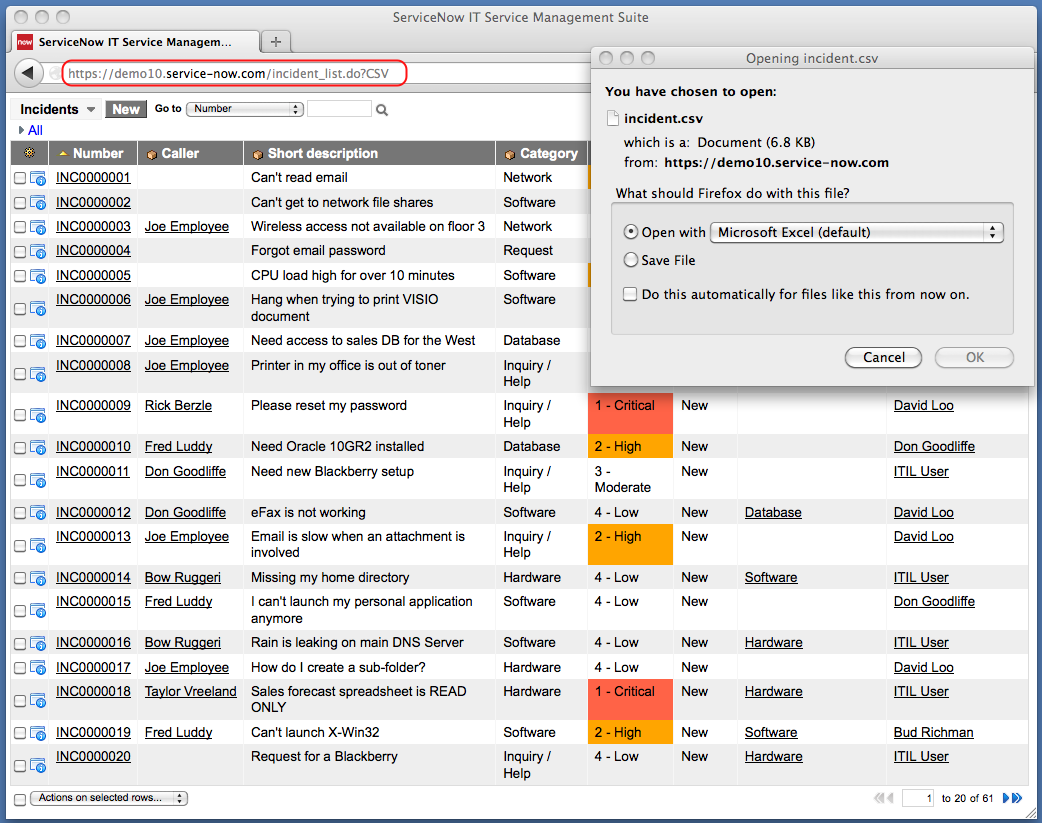 ServiceNow IT Service Management Suite
now ServiceNow IT Service Managem...
https://demo10.service-now.com/incident_list.do?CSV
Opening incident.csv
You have chosen to open:
incident.csv
which is a: Document (6.8 KB)
from: https://demo10.service-now.com
What should Firefox do with this file?
Open with Microsoft Excel (default)
Save File
Do this automatically for files like this from now on.
Cancel OK
Incidents New Go to Number
All
Number Caller Short description Category
INC0000001 Can't read email Network
INC0000002 Can't get to network file shares Software
INC0000003 Joe Employee Wireless access not available on floor 3 Network
INC0000004 Forgot email password Request
INC0000005 CPU load high for over 10 minutes Software
INC0000006 Joe Employee Hang when trying to print VISIO Software
document
INC0000007 Joe Employee Need access to sales DB for the West Database
INC0000008 Joe Employee Printer in my office is out of toner Inquiry /
Help
INC0000009 Rick Berzle Please reset my password Inquiry / 1 - Critical New David Loo
Help
INC0000010 Fred Luddy Need Oracle 10GR2 installed Database 2 - High New Don Goodliffe
INC0000011 Don Goodliffe Need new Blackberry setup Inquiry / 3 - New ITIL User
Help Moderate
INC0000012 Don Goodliffe eFax is not working Software 4 - Low New Database David Loo
INC0000013 Joe Employee Email is slow when an attachment is Inquiry / 2 - High New David Loo
involved Help
INC0000014 Bow Ruggeri Missing my home directory Hardware 4 - Low New Software ITIL User
INC0000015 Fred Luddy I can't launch my personal application Software 4 - Low New Don Goodliffe
anymore
INC0000016 Bow Ruggeri Rain is leaking on main DNS Server Software 4 - Low New Hardware ITIL User
INC0000017 Joe Employee How do I create a sub-folder? Hardware 4 - Low New David Loo
INC0000018 Taylor Vreeland Sales forecast spreadsheet is READ Hardware 1 - Critical New Hardware ITIL User
ONLY
INC0000019 Fred Luddy Can't launch X-Win32 Software 2 - High New Software Bud Richman
INC0000020 Request for a Blackberry Inquiry / 4 - Low New Hardware ITIL User
Help
Actions on selected rows... 1 to 20 of 61